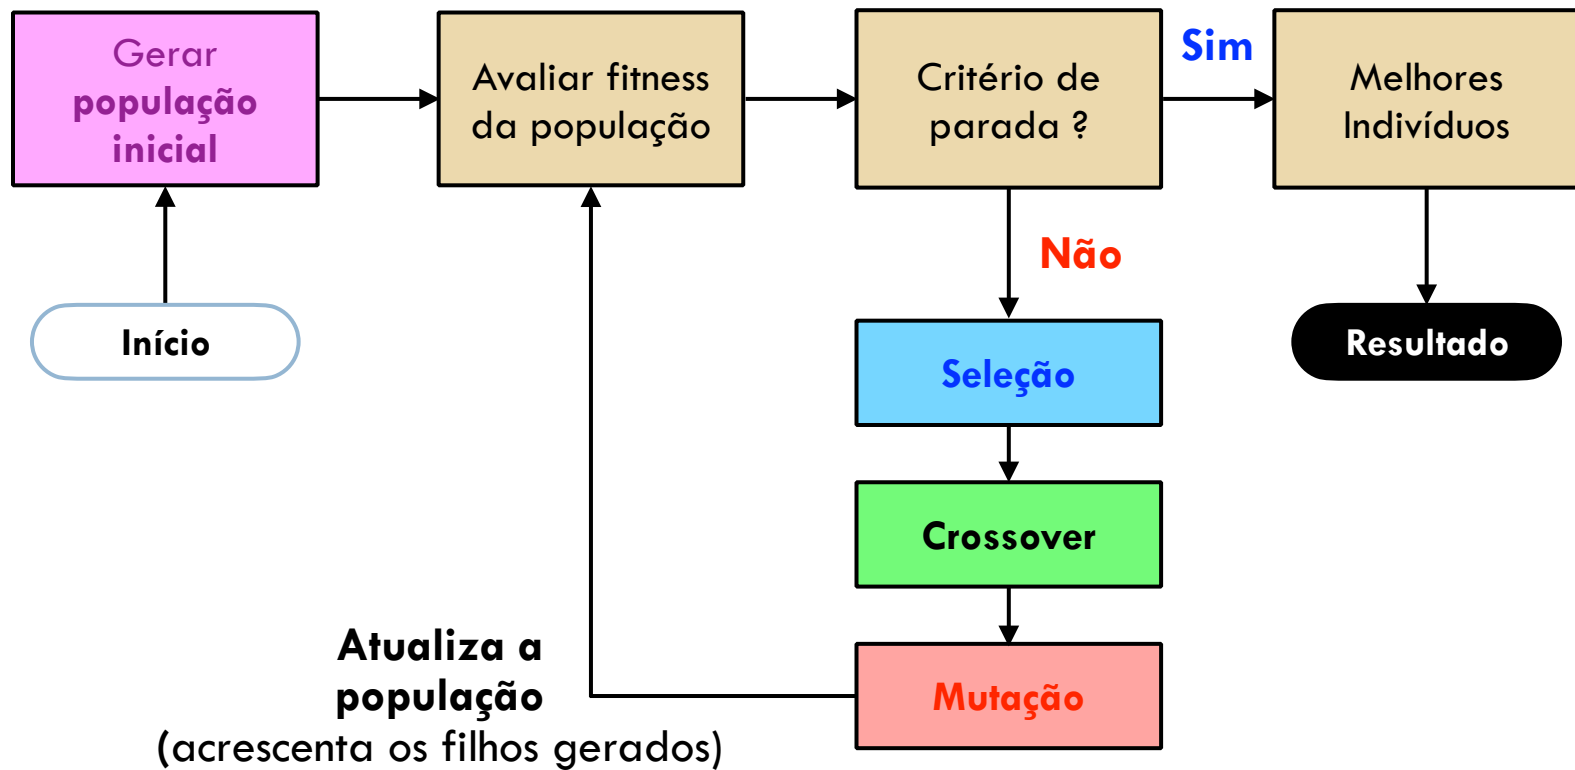 Gerar
população
inicial
Avaliar fitness
da população
Critério de
parada ?
Sim
Melhores
Indivíduos
Não
Início
Resultado
Seleção
Crossover
Mutação
Atualiza a
população
(acrescenta os filhos gerados)